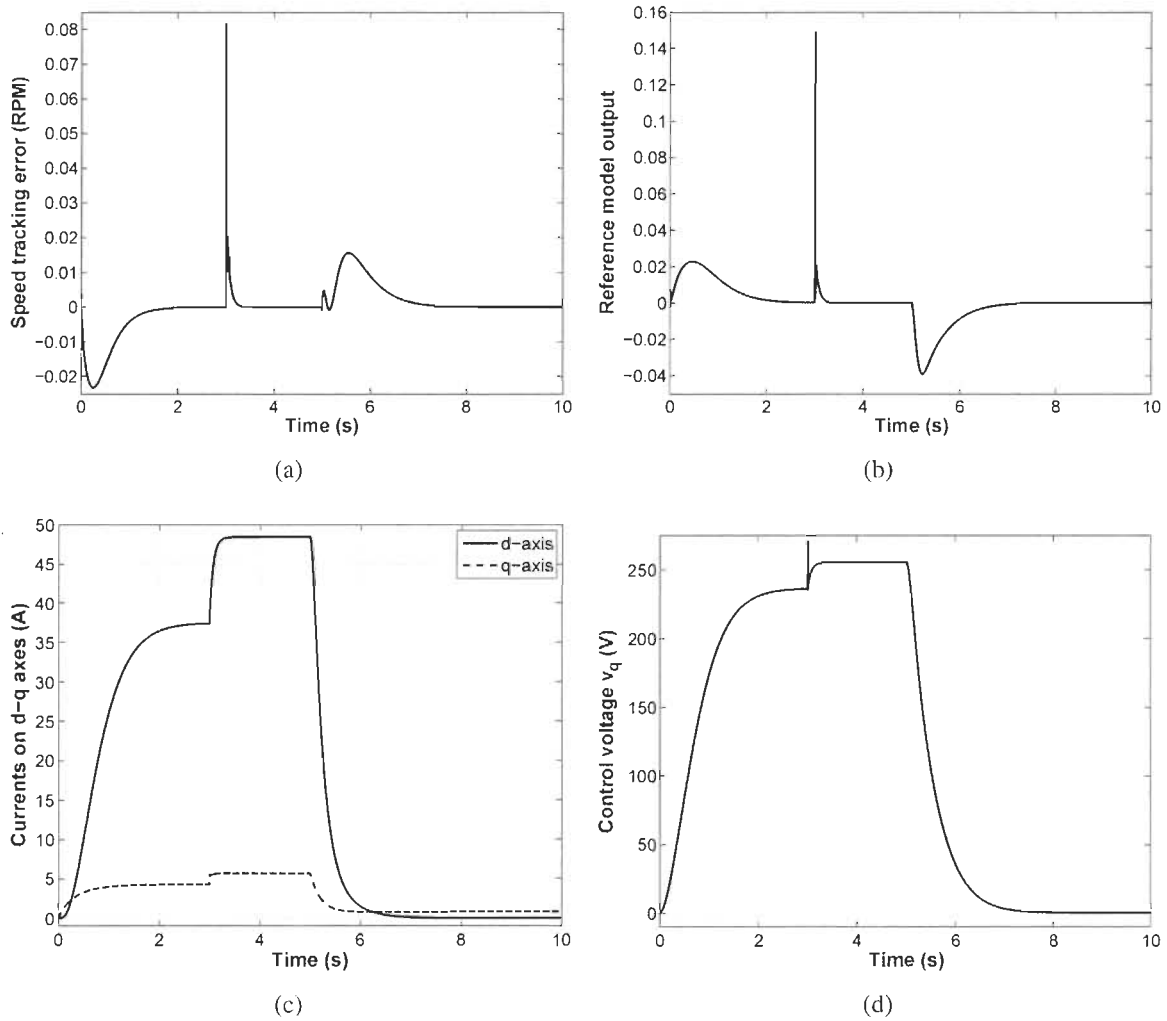 0.08
0.07
0.06
0.05
0.04
0.03
0.02
0.01
0
−0.01
−0.02
Speed tracking error (RPM)
0 2 4 6 8 10
Time (s)
(a)
0.16
0.14
0.12
0.1
0.08
0.06
0.04
0.02
0
−0.02
−0.04
Reference model output
0 2 4 6 8 10
Time (s)
(b)
50
45
40
35
30
25
20
15
10
5
0
Currents on d−q axes (A)
d−axis
q−axis
0 2 4 6 8 10
Time (s)
(c)
250
200
150
100
50
0
Control voltage v_q (V)
0 2 4 6 8 10
Time (s)
(d)